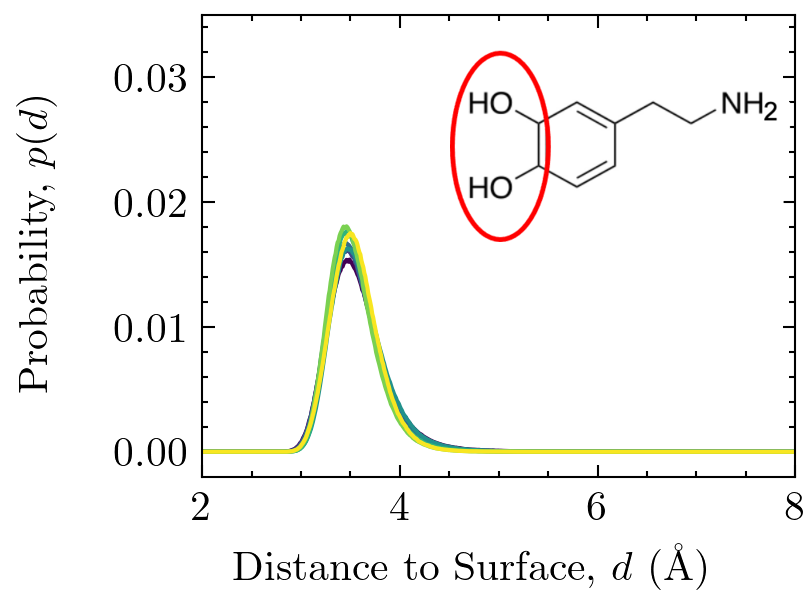 Probability, p(d)
0.03
0.02
0.01
0.00
HO
NH2
HO
2 4 6 8
Distance to Surface, d (Å)